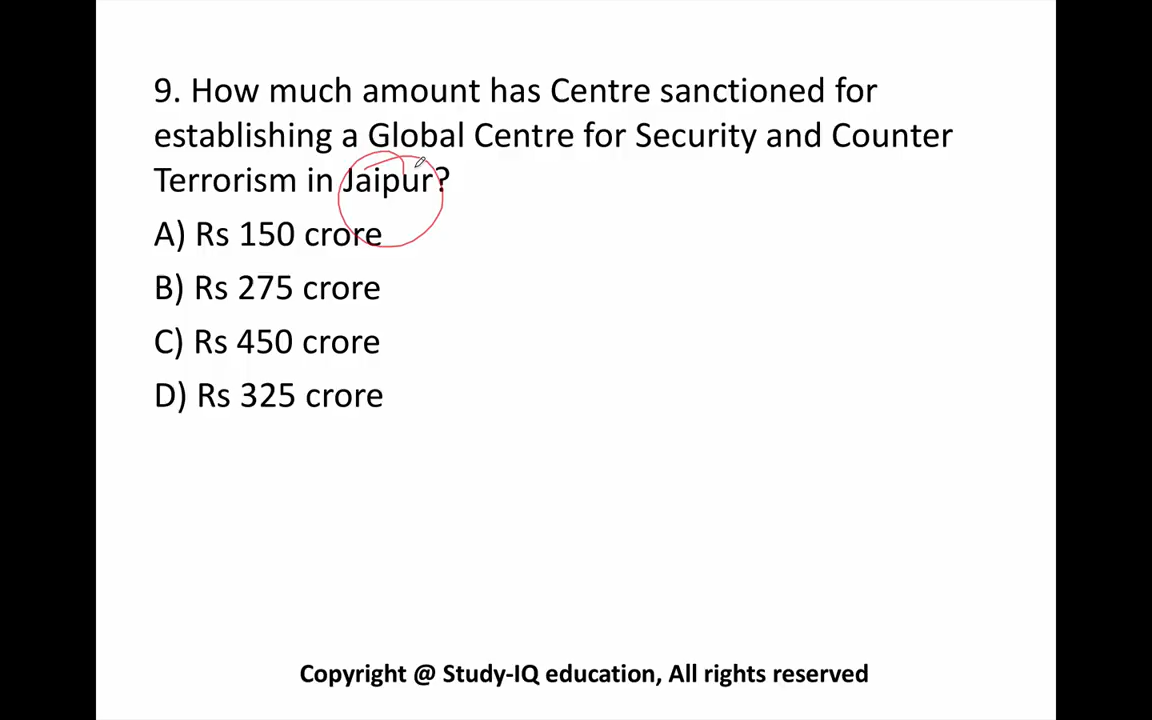 9. How much amount has Centre sanctioned for
establishing a Global Centre for Security and Counter
Terrorism in Jaipur?
A) Rs 150 crore
B) Rs 275 crore
C) Rs 450 crore
D) Rs 325 crore
Copyright @ Study-IQ education, All rights reserved